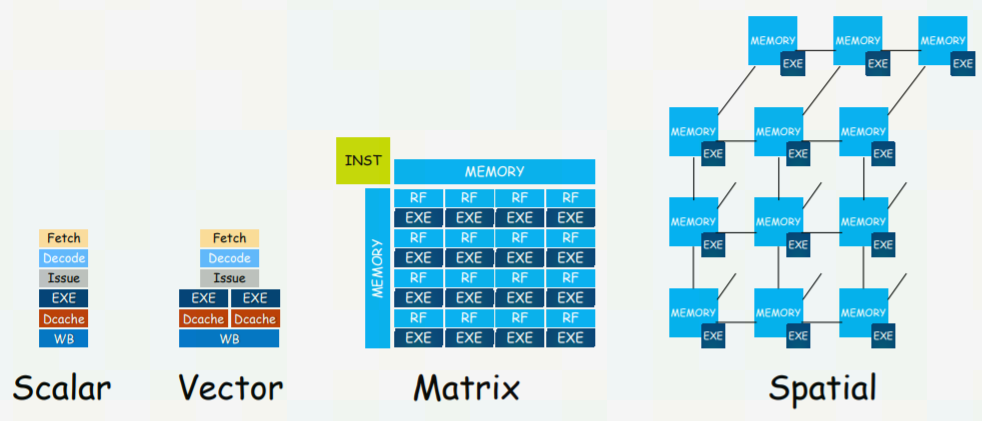 MEMORY MEMORY MEMORY
EXE EXE EXE
MEMORY MEMORY MEMORY
EXE EXE EXE
INST
MEMORY
MEMORY
RF RF RF RF
EXE EXE EXE EXE
RF RF RF RF
EXE EXE EXE EXE
RF RF RF RF
EXE EXE EXE EXE
RF RF RF RF
EXE EXE EXE EXE
MEMORY MEMORY MEMORY
EXE EXE EXE
MEMORY MEMORY MEMORY
EXE EXE EXE
Fetch
Decode
Issue
EXE
Dcache
WB
Fetch
Decode
Issue
EXE EXE
Dcache Dcache
WB
Scalar Vector Matrix Spatial